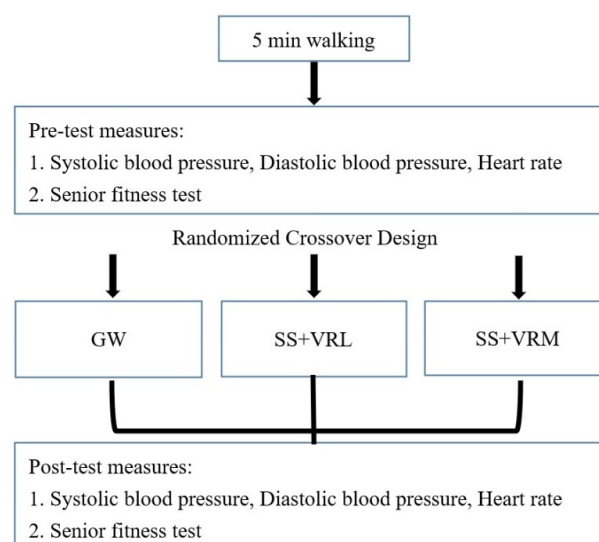 5 min walking
Pre-test measures:
1. Systolic blood pressure, Diastolic blood pressure, Heart rate
2. Senior fitness test
Randomized Crossover Design
GW
SS+VRL
SS+VRM
Post-test measures:
1. Systolic blood pressure, Diastolic blood pressure, Heart rate
2. Senior fitness test